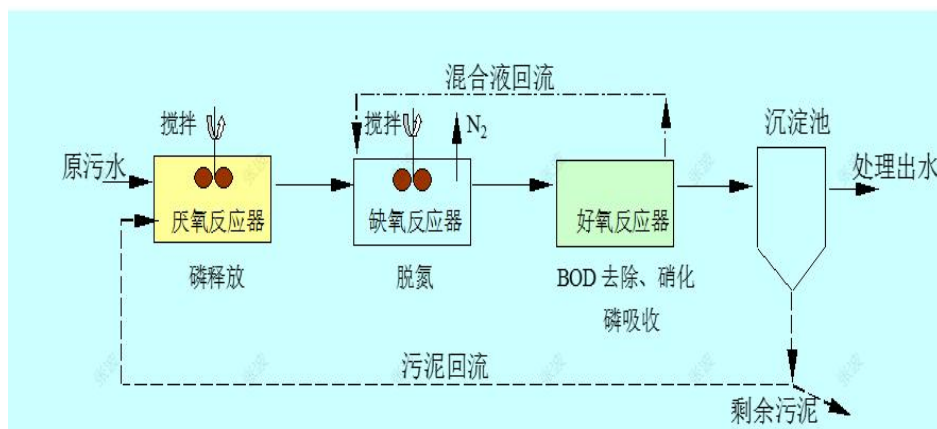 混合液回流
搅拌
搅拌
N2
沉淀池
原污水
处理出水
厌氧反应器
缺氧反应器
好氧反应器
磷释放
脱氮
BOD 去除、硝化
磷吸收
污泥回流
剩余污泥